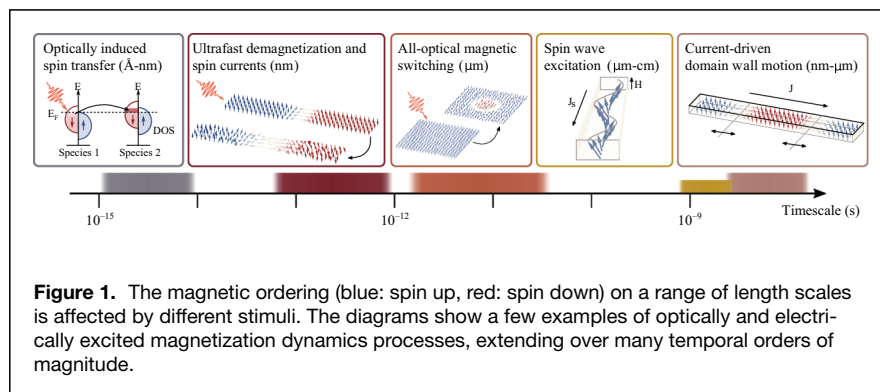 Optically induced
spin transfer (Å-nm)
E
E
E_F
DOS
Species 1
Species 2
Ultrafast demagnetization and
spin currents (nm)
All-optical magnetic
switching (μm)
Spin wave
excitation (μm-cm)
H
J_S
Current-driven
domain wall motion (nm-μm)
J
10⁻¹⁵
10⁻¹²
10⁻⁹
Timescale (s)
Figure 1. The magnetic ordering (blue: spin up, red: spin down) on a range of length scales
is affected by different stimuli. The diagrams show a few examples of optically and electri-
cally excited magnetization dynamics processes, extending over many temporal orders of
magnitude.